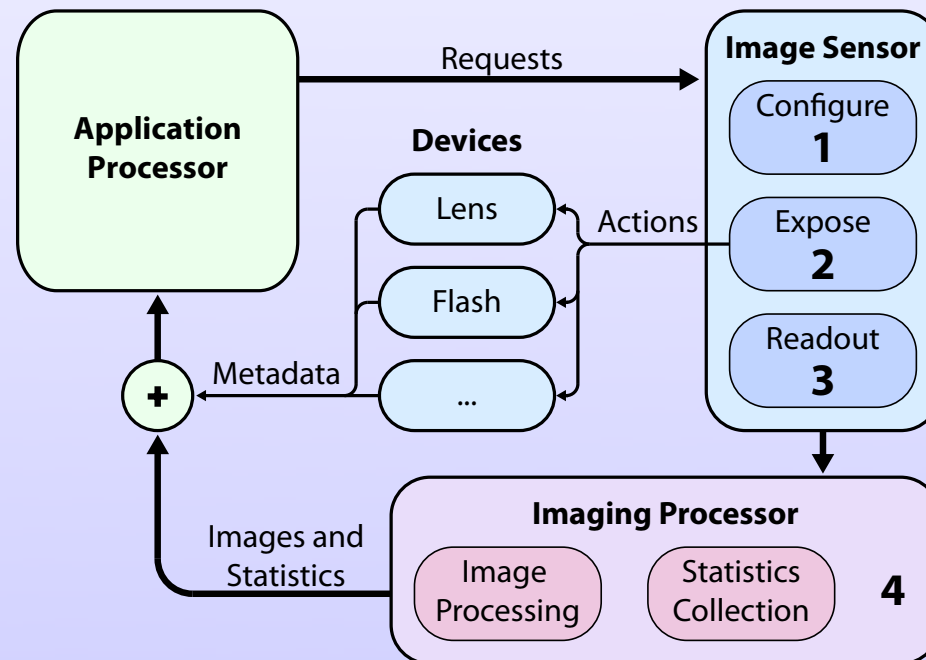 Application
Processor
Requests
Image Sensor
Configure
1
Expose
2
Readout
3
Devices
Lens
Flash
...
Actions
Metadata
+
Images and
Statistics
Imaging Processor
Image
Processing
Statistics
Collection
4